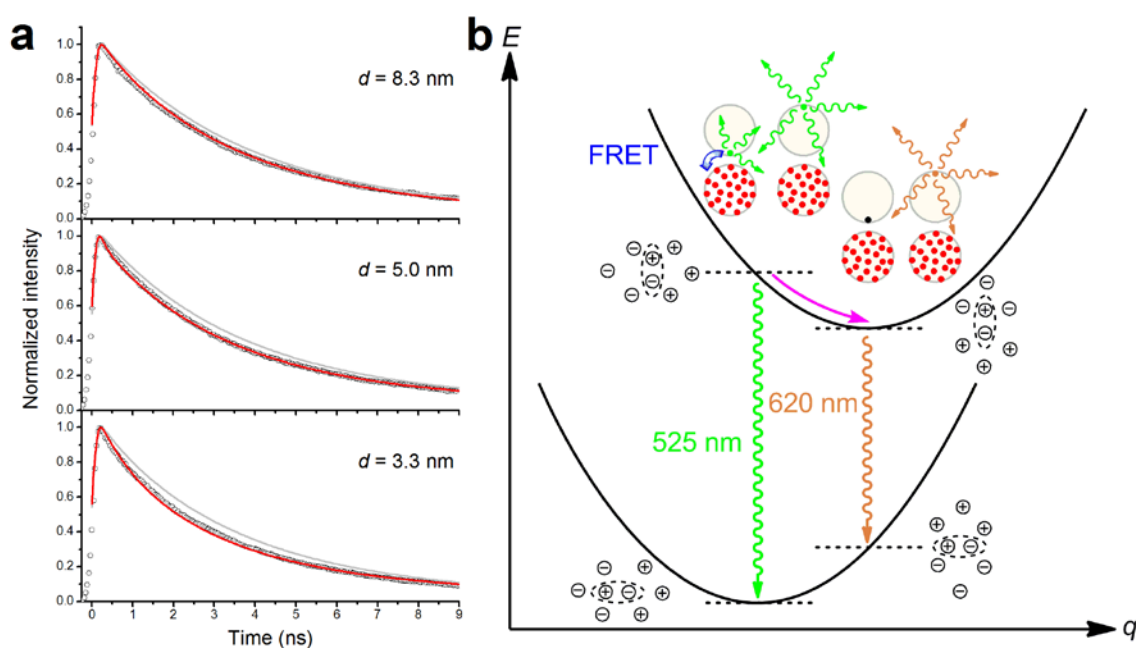 a
1.0
0.8
0.6
0.4
0.2
0.0
d = 8.3 nm
1.0
0.8
0.6
0.4
0.2
0.0
d = 5.0 nm
1.0
0.8
0.6
0.4
0.2
0.0
d = 3.3 nm
0 1 2 3 4 5 6 7 8 9
Normalized intensity
Time (ns)
b
E
FRET
525 nm
620 nm
q